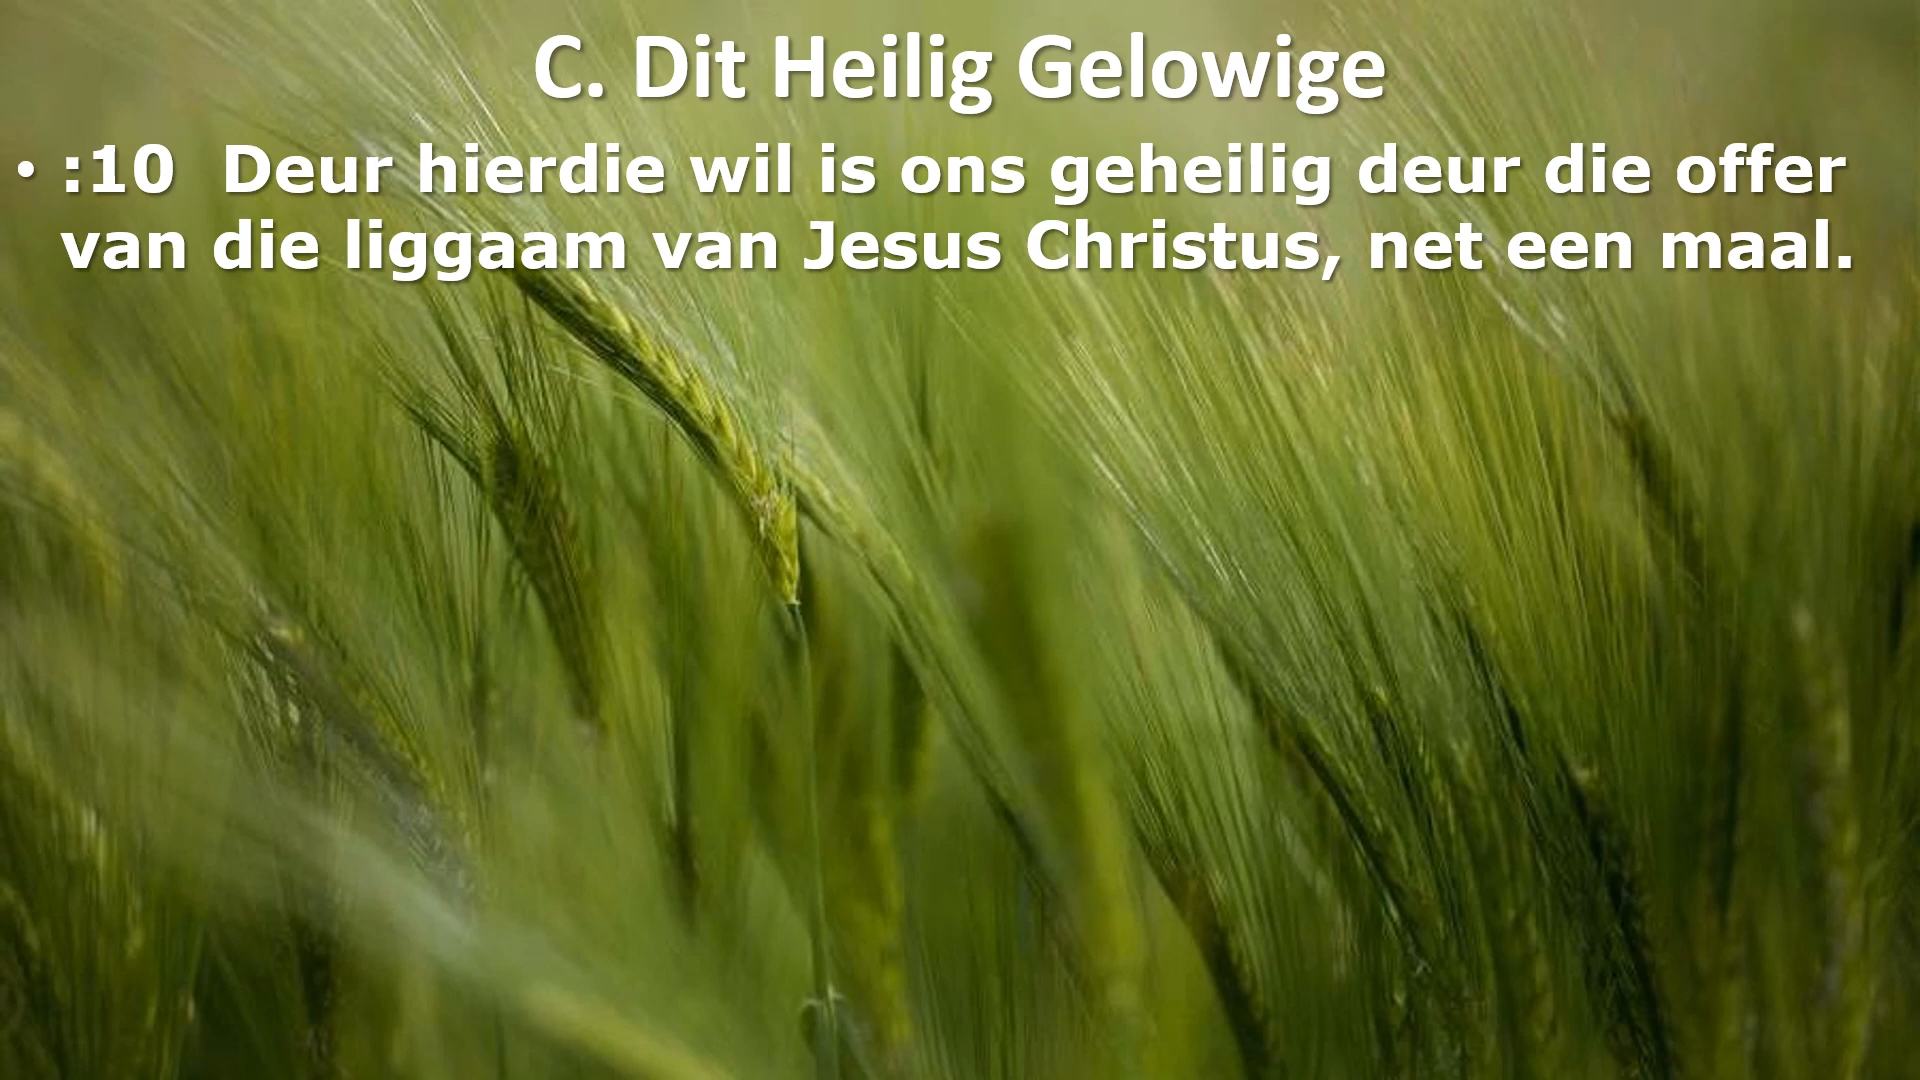 C. Dit Heilig Gelowige
• :10 Deur hierdie wil is ons geheilig deur die offer
van die liggaam van Jesus Christus, net een maal.